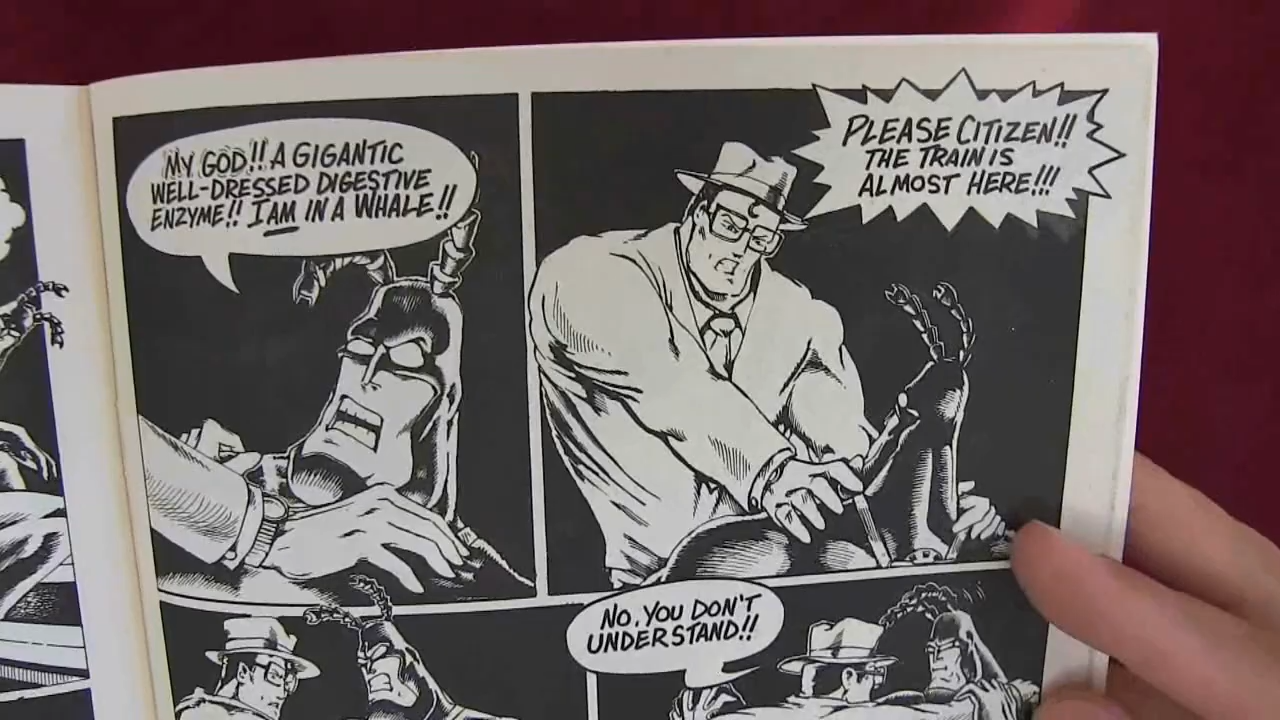 MY GOD!! A GIGANTIC
WELL-DRESSED DIGESTIVE
ENZYME!! I AM IN A WHALE!!
PLEASE CITIZEN!!
THE TRAIN IS
ALMOST HERE!!!
NO, YOU DON'T
UNDERSTAND!!